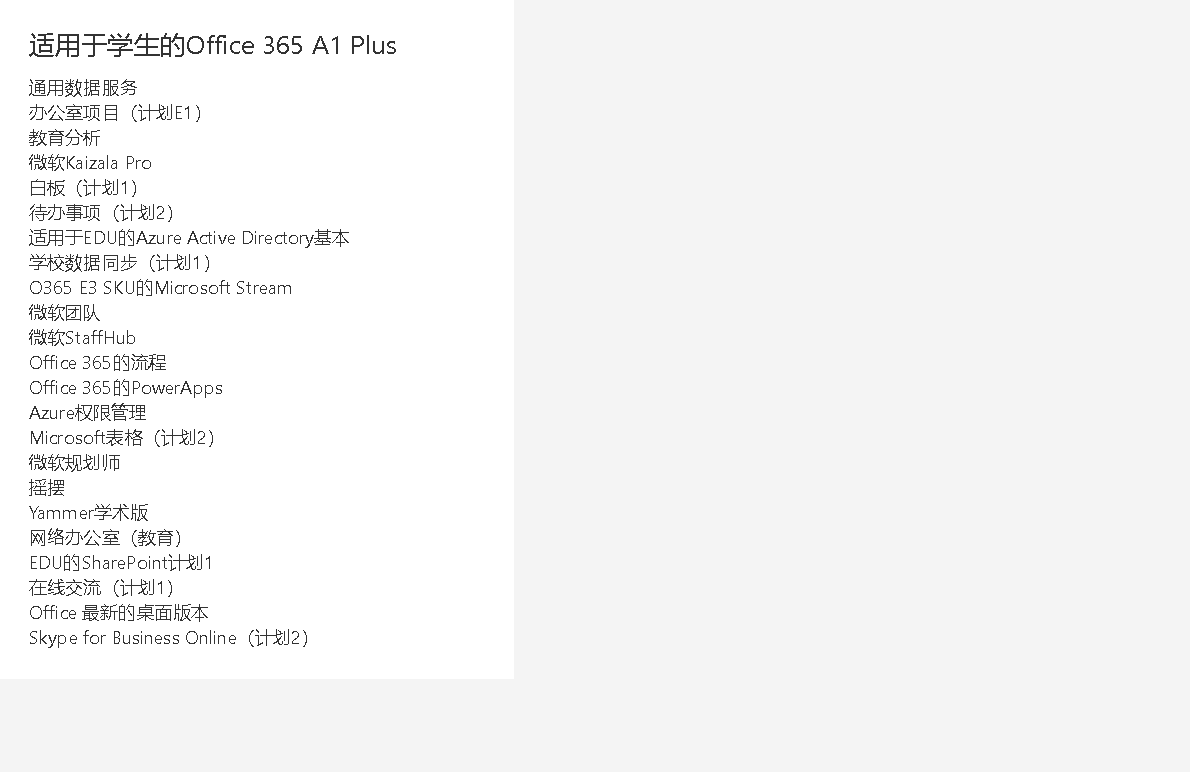 适用于学生的Office 365 A1 Plus
通用数据服务
办公室项目（计划E1）
教育分析
微软Kaizala Pro
白板（计划1）
待办事项（计划2）
适用于EDU的Azure Active Directory基本
学校数据同步（计划1）
O365 E3 SKU的Microsoft Stream
微软团队
微软StaffHub
Office 365的流程
Office 365的PowerApps
Azure权限管理
Microsoft表格（计划2）
微软规划师
摇摆
Yammer学术版
网络办公室（教育）
EDU的SharePoint计划1
在线交流（计划1）
Office 最新的桌面版本
Skype for Business Online（计划2）